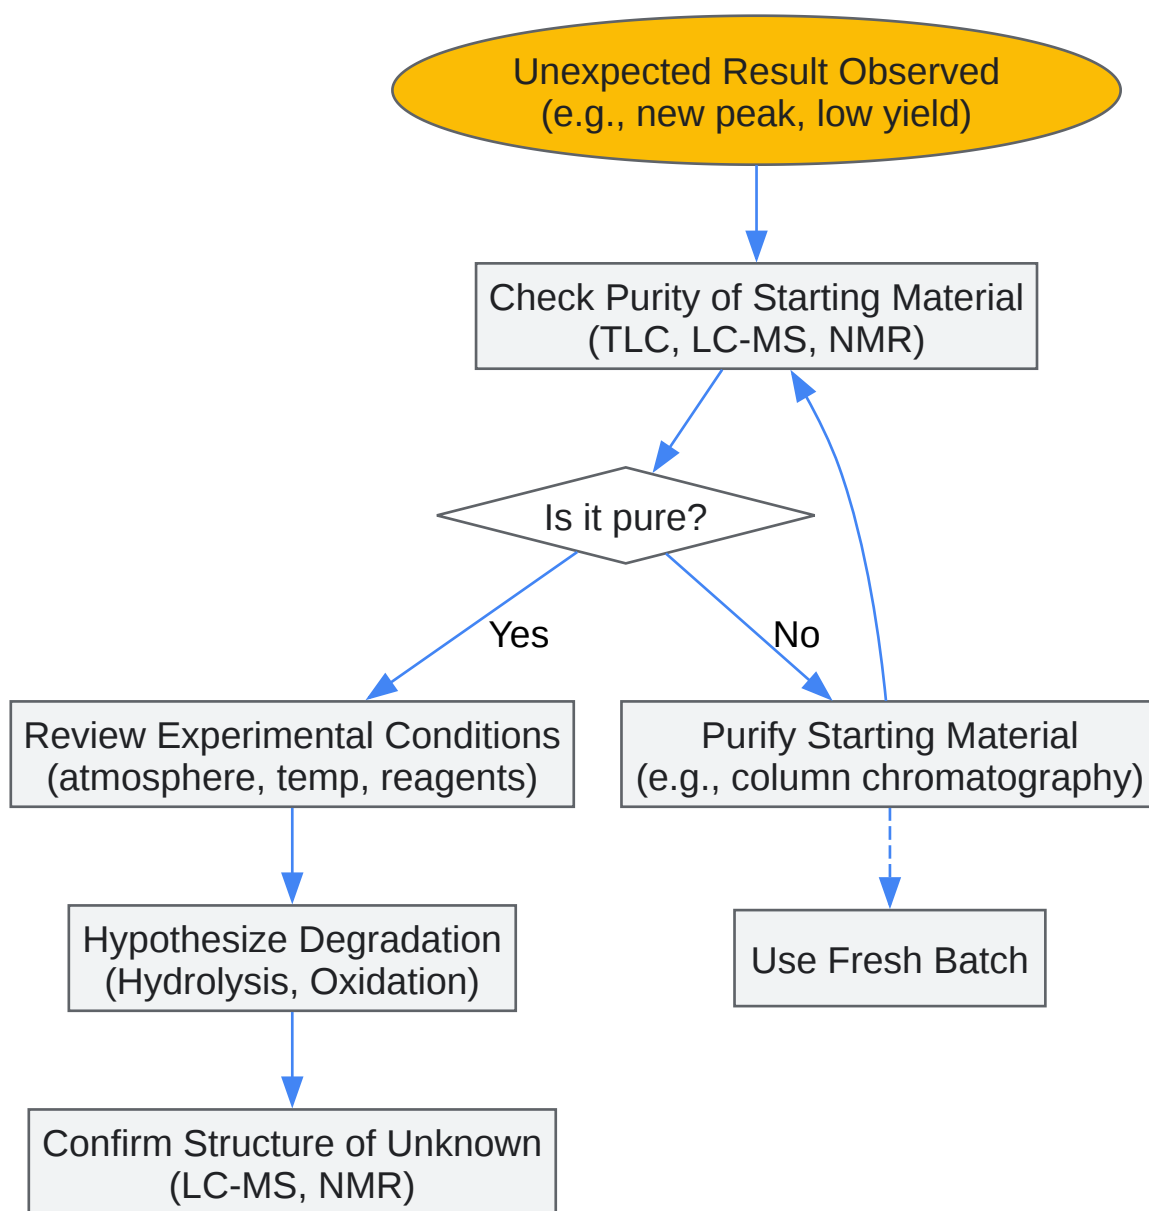 Unexpected Result Observed
(e.g., new peak, low yield)
Check Purity of Starting Material
(TLC, LC-MS, NMR)
Is it pure?
Yes
No
Review Experimental Conditions
(atmosphere, temp, reagents)
Purify Starting Material
(e.g., column chromatography)
Hypothesize Degradation
(Hydrolysis, Oxidation)
Use Fresh Batch
Confirm Structure of Unknown
(LC-MS, NMR)